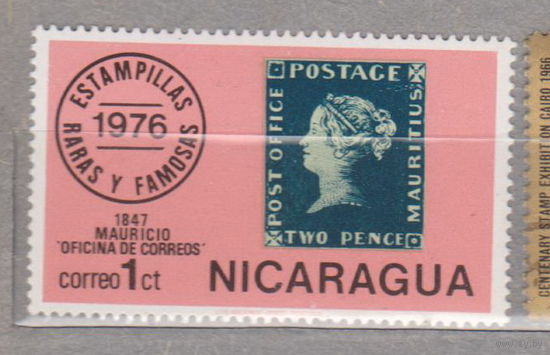 ESTAMPILLAS
1976
RARAS Y FAMOSAS
1847
MAURICIO
"OFICINA DE CORREOS"
correo 1 ct
NICARAGUA
POST OFFICE
POSTAGE
MAURITIUS
TWO PENCE
CENTENARY STAMP EXHIBITION CAIRO 1966